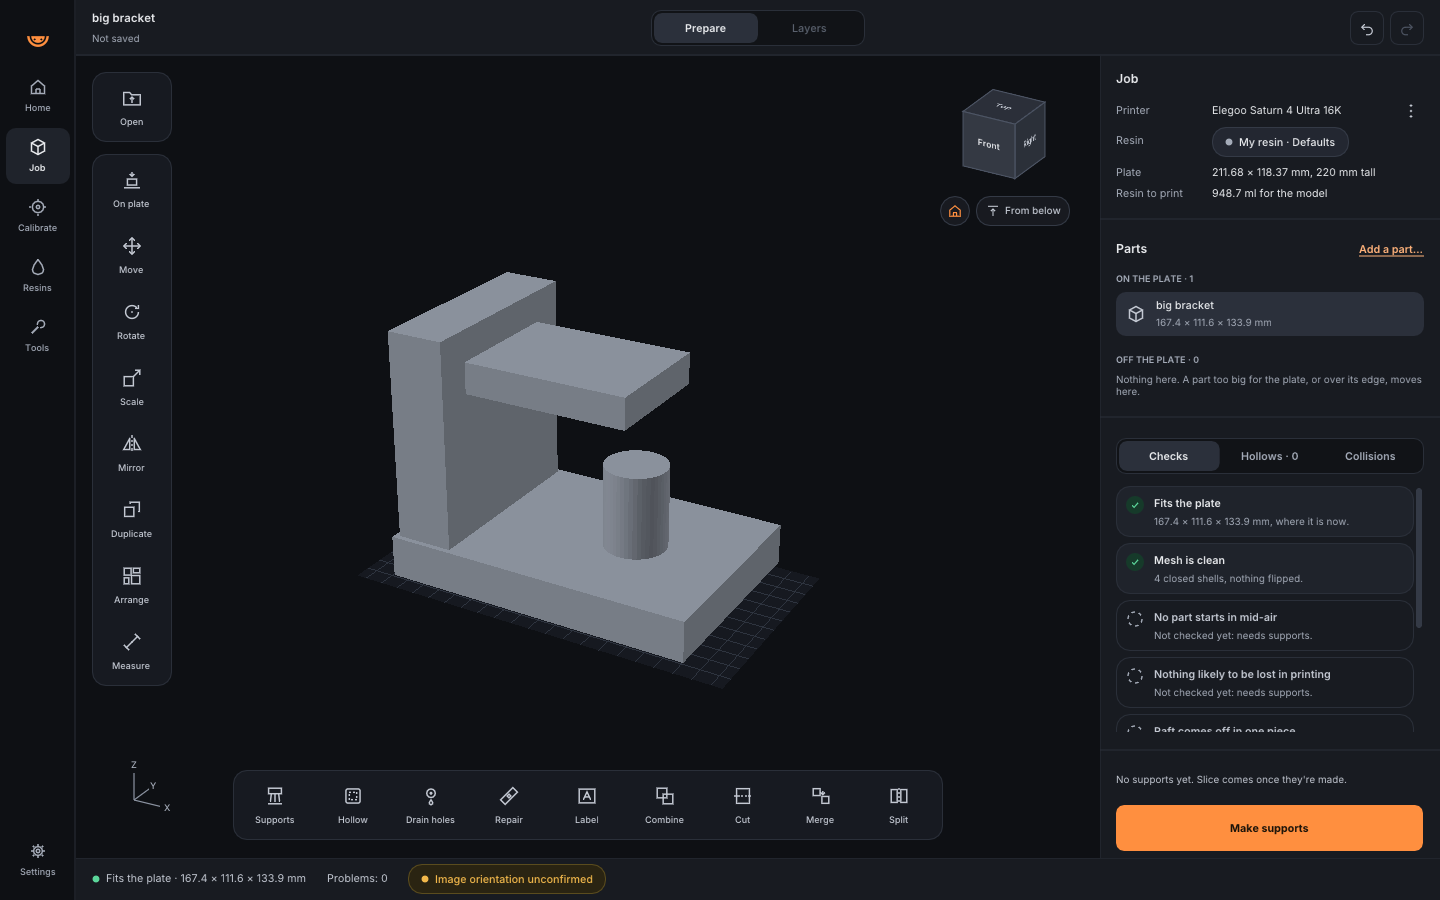 big bracket
Not saved
Prepare
Layers
Home
Job
Calibrate
Resins
Tools
Settings
Open
On plate
Move
Rotate
Scale
Mirror
Duplicate
Arrange
Measure
Top
Front
Right
From below
Z
Y
X
Supports
Hollow
Drain holes
Repair
Label
Combine
Cut
Merge
Split
Job
Printer
Elegoo Saturn 4 Ultra 16K
Resin
My resin · Defaults
Plate
211.68 × 118.37 mm, 220 mm tall
Resin to print
948.7 ml for the model
Parts
Add a part...
ON THE PLATE · 1
big bracket
167.4 × 111.6 × 133.9 mm
OFF THE PLATE · 0
Nothing here. A part too big for the plate, or over its edge, moves
here.
Checks
Hollows · 0
Collisions
Fits the plate
167.4 × 111.6 × 133.9 mm, where it is now.
Mesh is clean
4 closed shells, nothing flipped.
No part starts in mid-air
Not checked yet: needs supports.
Nothing likely to be lost in printing
Not checked yet: needs supports.
Raft comes off in one piece
No supports yet. Slice comes once they're made.
Make supports
Fits the plate · 167.4 × 111.6 × 133.9 mm
Problems: 0
Image orientation unconfirmed